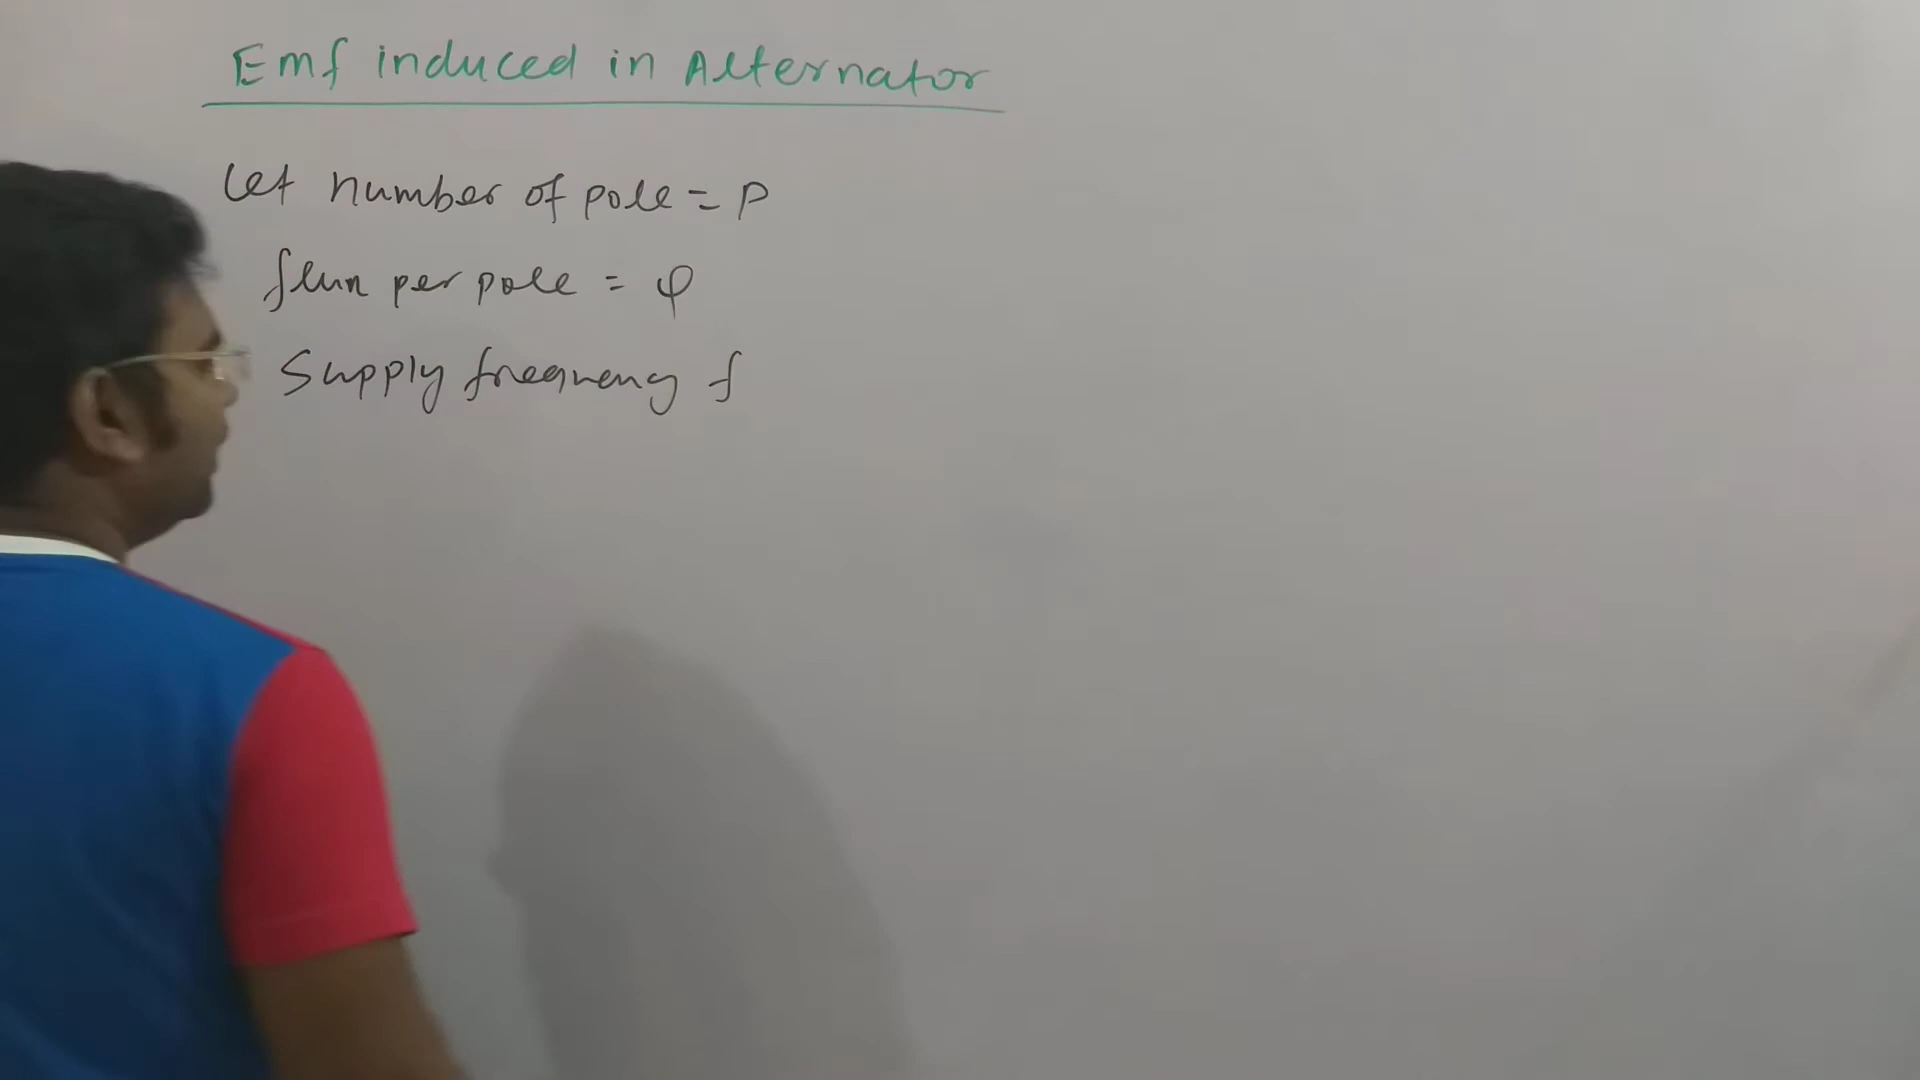 Emf induced in Alternator
Let number of pole = P
flux per pole = φ
Supply frequency f